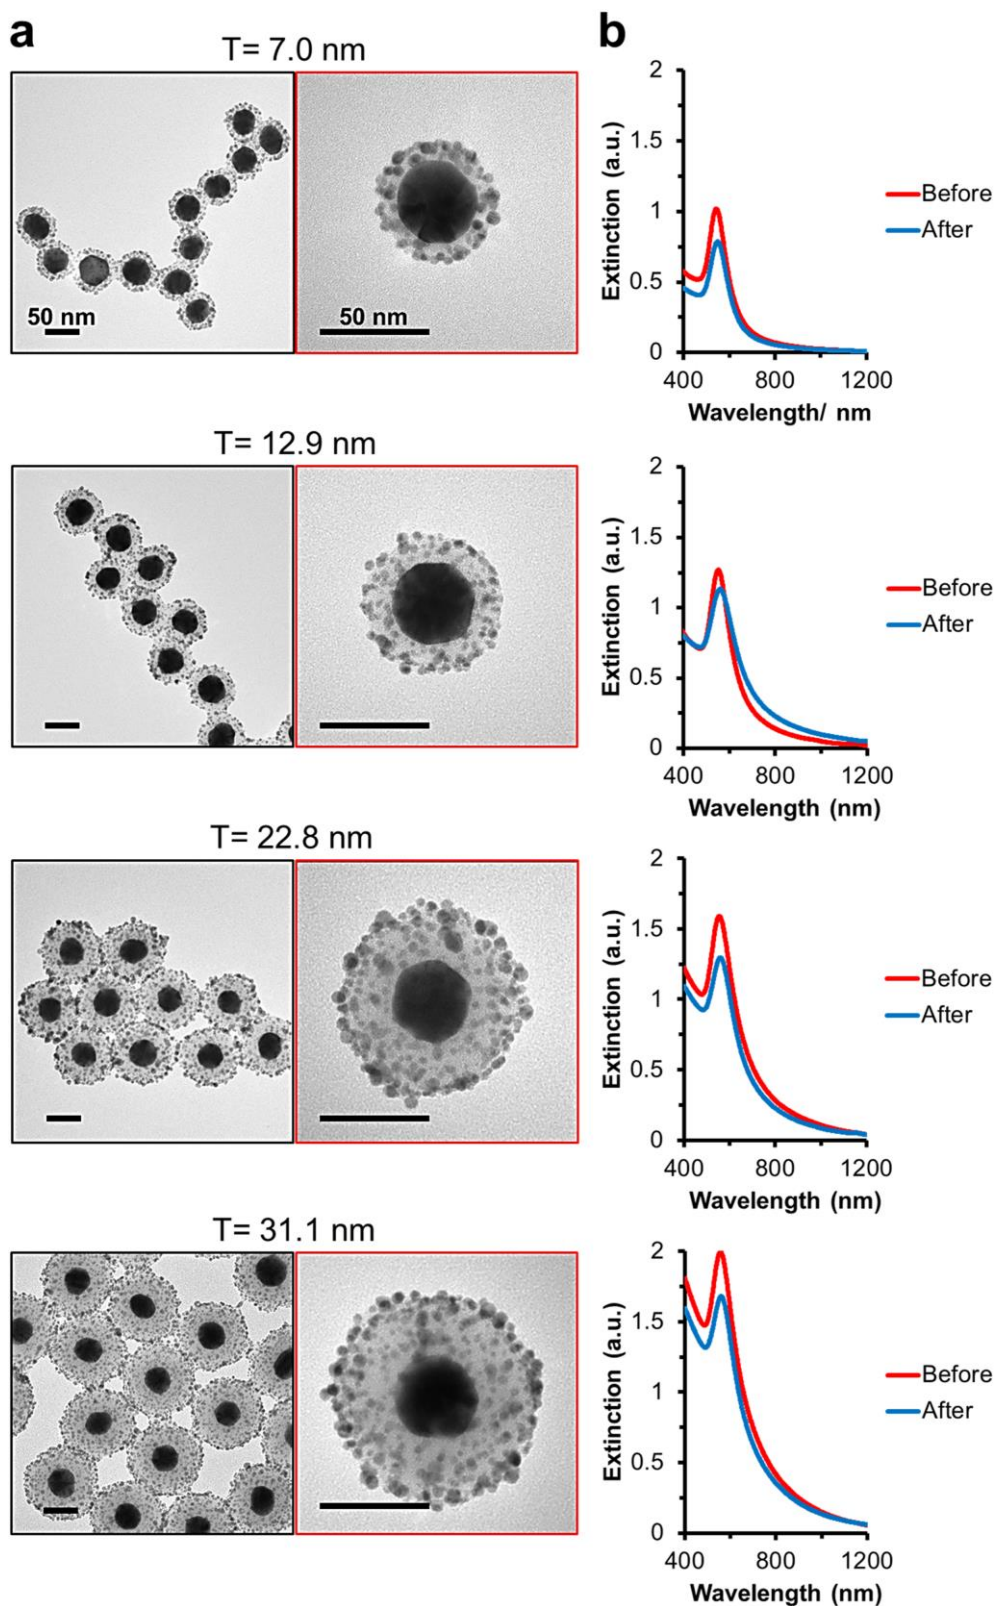 a
b
T= 7.0 nm
50 nm
50 nm
2
1.5
1
0.5
0
Extinction (a.u.)
400 800 1200
Wavelength/ nm
Before
After
T= 12.9 nm
2
1.5
1
0.5
0
Extinction (a.u.)
400 800 1200
Wavelength (nm)
Before
After
T= 22.8 nm
2
1.5
1
0.5
0
Extinction (a.u.)
400 800 1200
Wavelength (nm)
Before
After
T= 31.1 nm
2
1.5
1
0.5
0
Extinction (a.u.)
400 800 1200
Wavelength (nm)
Before
After